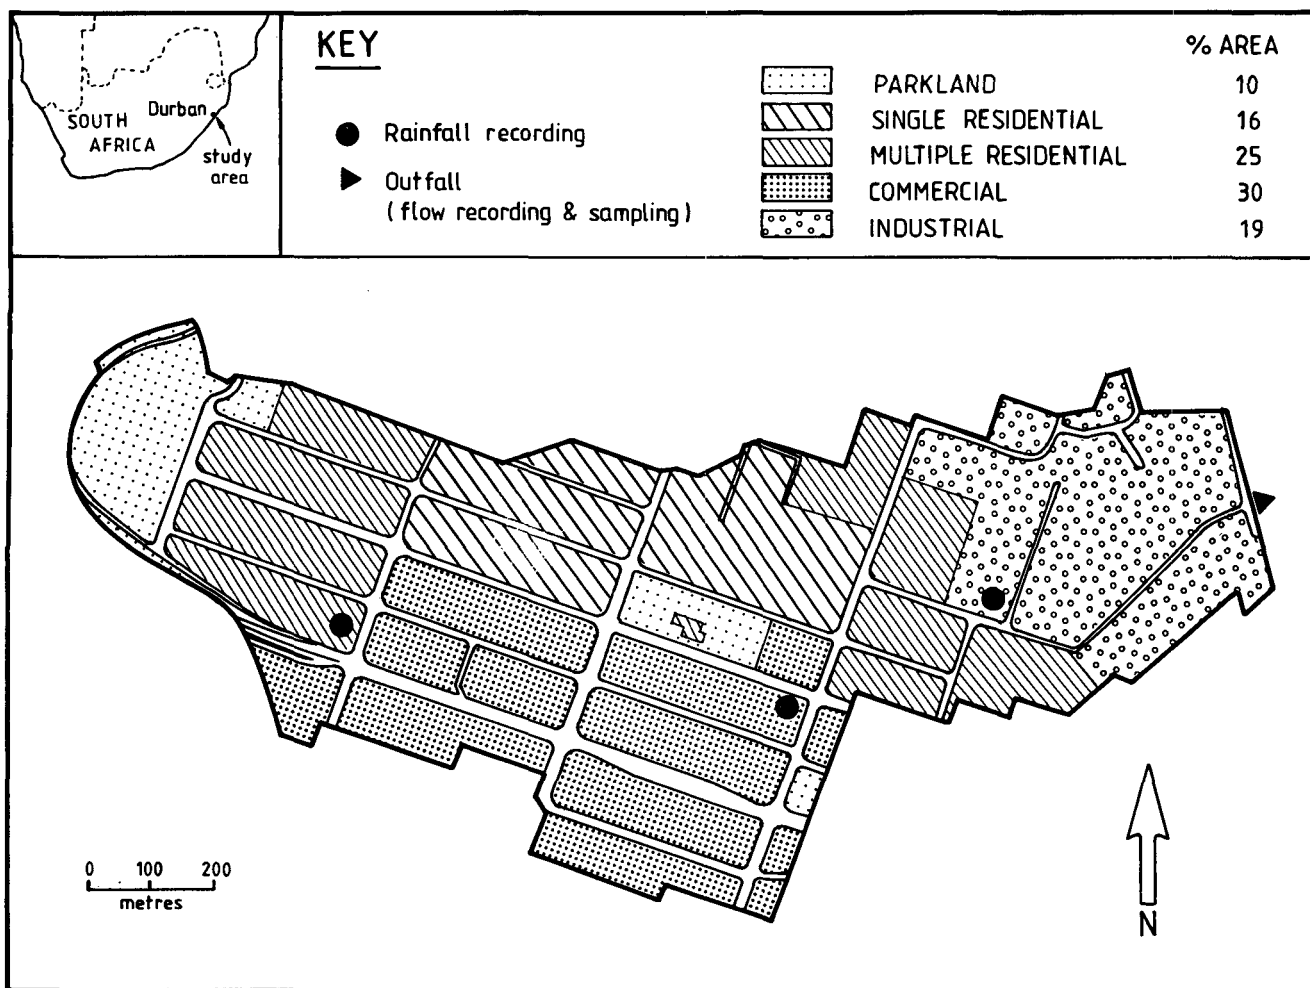 SOUTH
AFRICA
Durban
study
area
KEY
Rainfall recording
Outfall
(flow recording & sampling)
% AREA
PARKLAND 10
SINGLE RESIDENTIAL 16
MULTIPLE RESIDENTIAL 25
COMMERCIAL 30
INDUSTRIAL 19
0 100 200
metres
N